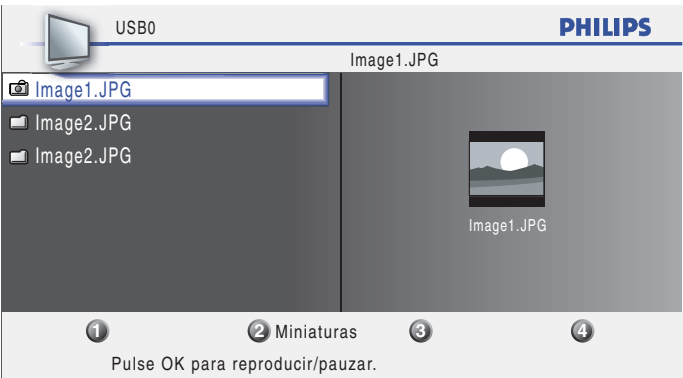 USB0
PHILIPS
Image1.JPG
Image1.JPG
Image2.JPG
Image2.JPG
Image1.JPG
1 2 Miniaturas 3 4
Pulse OK para reproducir/pauzar.